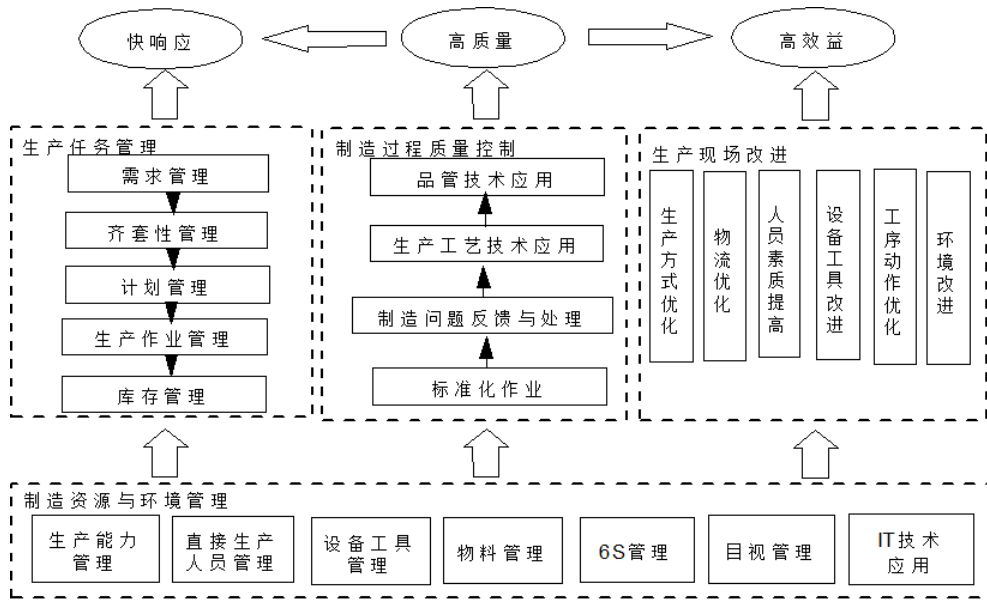 快响应
高质量
高效益
生产任务管理
需求管理
齐套性管理
计划管理
生产作业管理
库存管理
制造过程质量控制
品管技术应用
生产工艺技术应用
制造问题反馈与处理
标准化作业
生产现场改进
生产方式优化
物流优化
人员素质提高
设备工具改进
工序动作优化
环境改进
制造资源与环境管理
生产能力
管理
直接生产
人员管理
设备工具
管理
物料管理
6S管理
目视管理
IT技术
应用